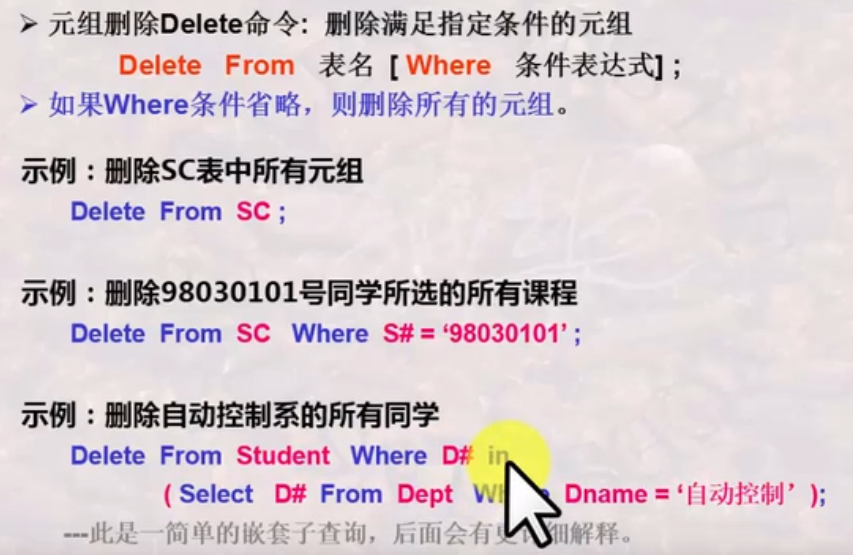 ➢ 元组删除Delete命令: 删除满足指定条件的元组
Delete From 表名 [ Where 条件表达式] ;
➢ 如果Where条件省略，则删除所有的元组。
示例：删除SC表中所有元组
Delete From SC ;
示例：删除98030101号同学所选的所有课程
Delete From SC Where S# = ‘98030101’ ;
示例：删除自动控制系的所有同学
Delete From Student Where D# in
( Select D# From Dept Dname = ‘自动控制’ );
---此是一简单的嵌套子查询，后面会有更详细解释。